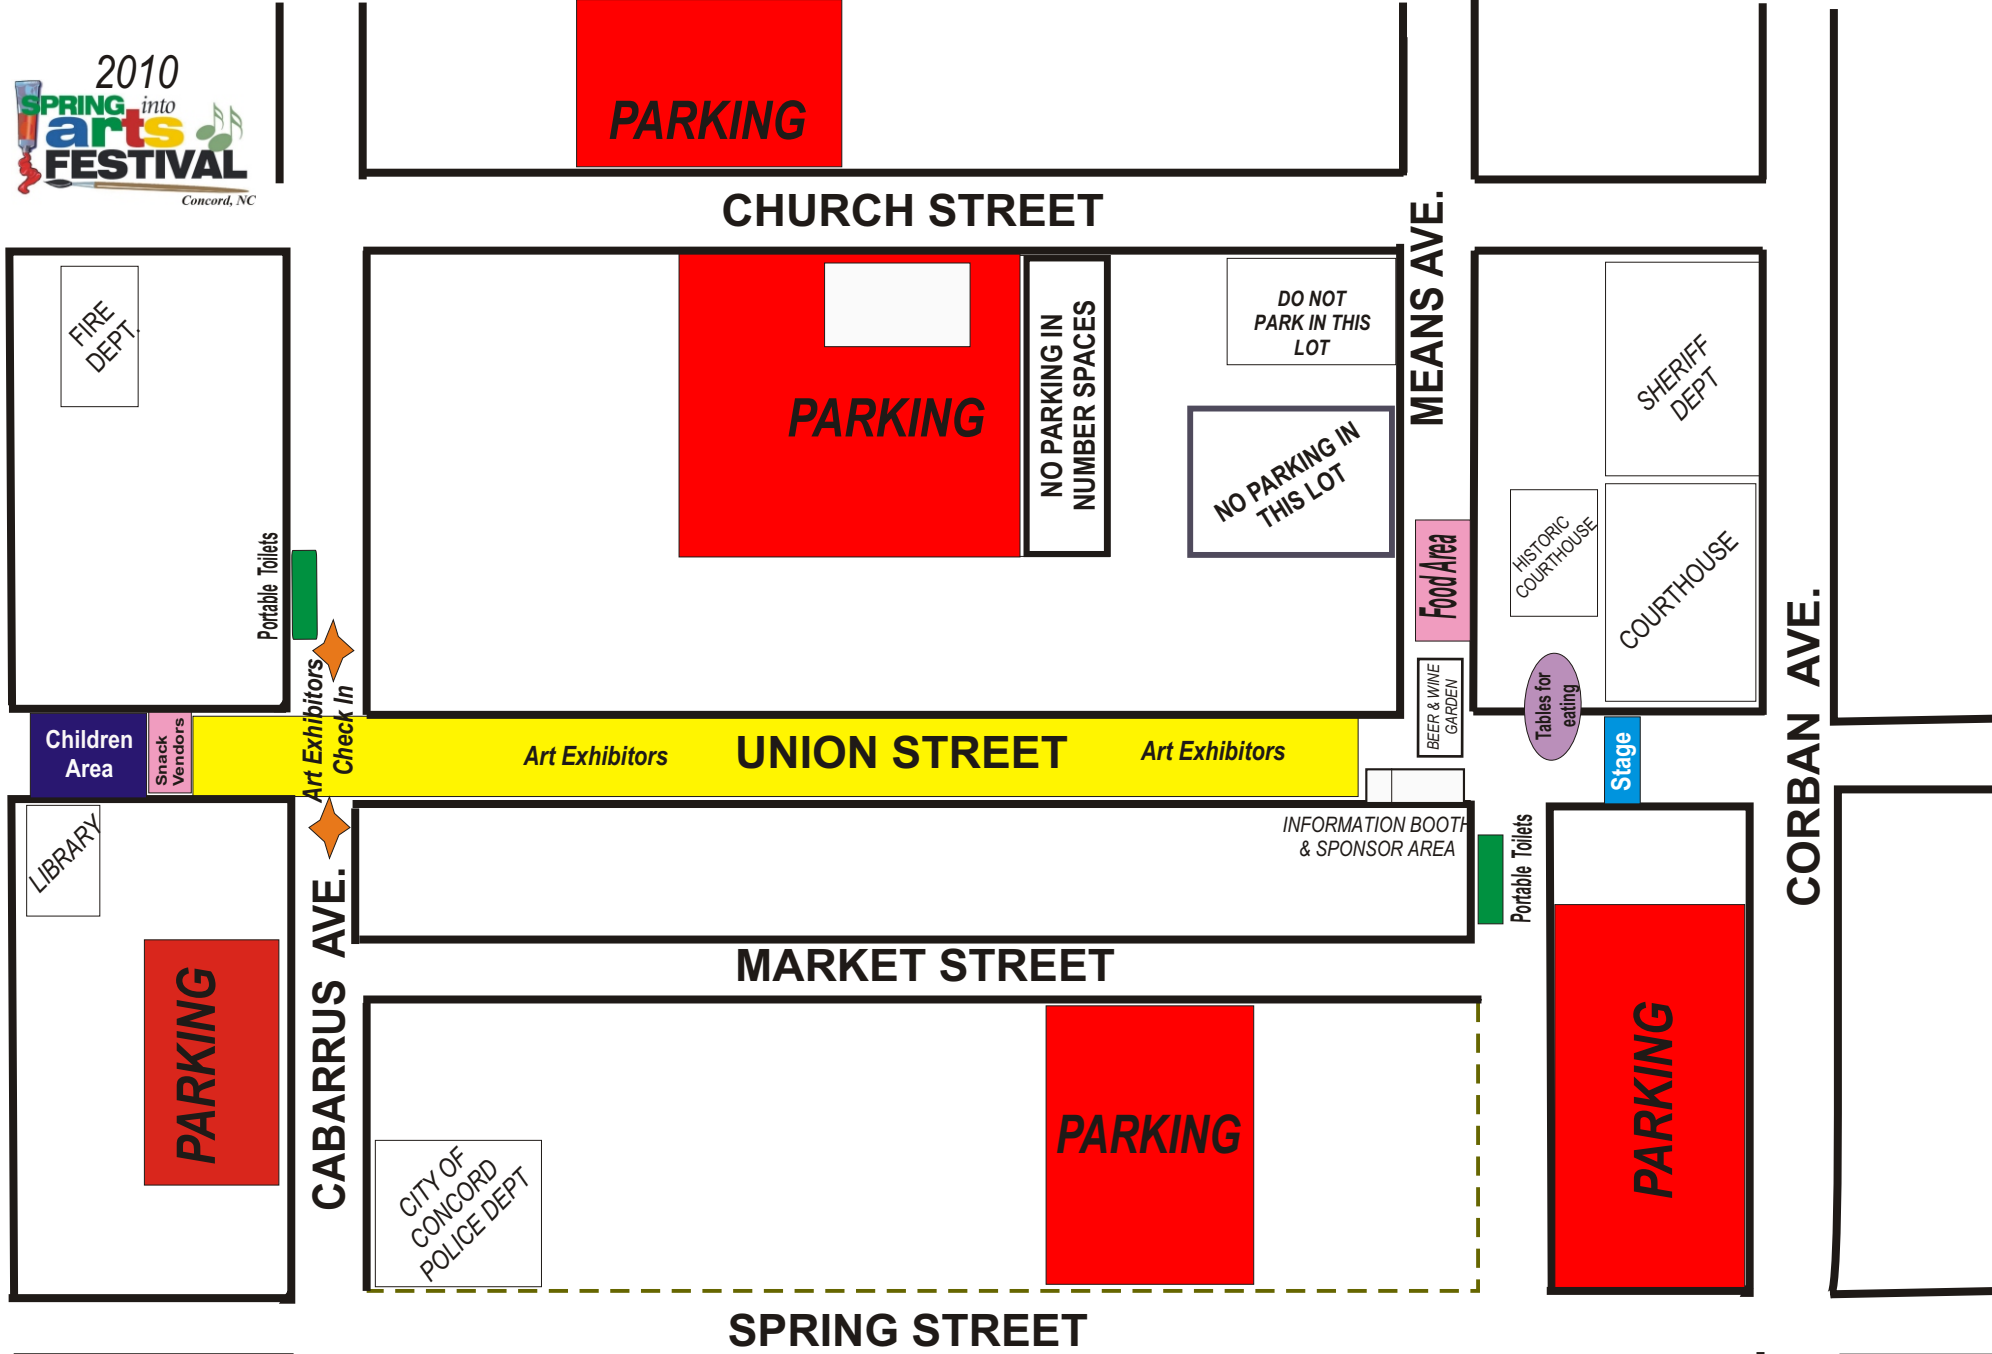 2010
SPRING into
arts
FESTIVAL
Concord, NC
PARKING
CHURCH STREET
MEANS AVE.
FIRE
DEPT.
PARKING
NO PARKING IN
NUMBER SPACES
DO NOT
PARK IN THIS
LOT
NO PARKING IN
THIS LOT
SHERIFF
DEPT
HISTORIC
COURTHOUSE
COURTHOUSE
Food Area
Portable Toilets
Art Exhibitors
Check In
BEER & WINE
GARDEN
Tables for
eating
Stage
CORBAN AVE.
Children
Area
Snack
Vendors
Art Exhibitors
UNION STREET
Art Exhibitors
INFORMATION BOOTH
& SPONSOR AREA
Portable Toilets
LIBRARY
CABARRUS AVE.
MARKET STREET
PARKING
PARKING
PARKING
CITY OF
CONCORD
POLICE DEPT
SPRING STREET